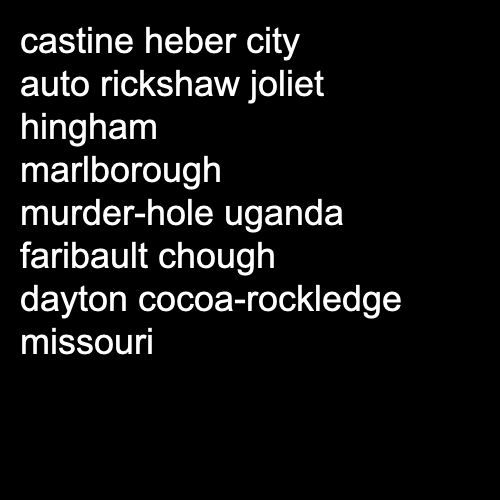 castine heber city
auto rickshaw joliet
hingham
marlborough
murder-hole uganda
faribault chough
dayton cocoa-rockledge
missouri